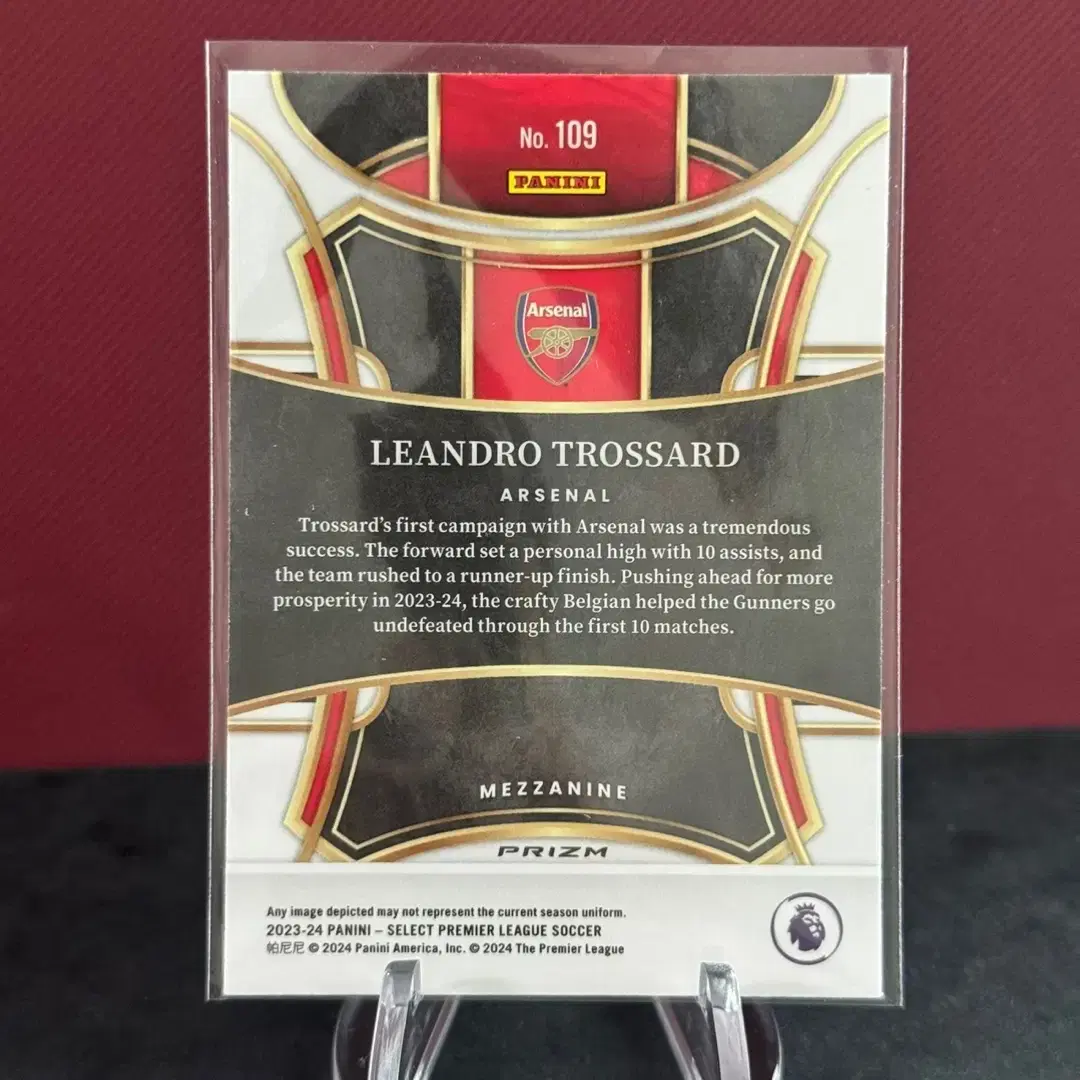 No. 109
PANINI
Arsenal
LEANDRO TROSSARD
ARSENAL
Trossard's first campaign with Arsenal was a tremendous
success. The forward set a personal high with 10 assists, and
the team rushed to a runner-up finish. Pushing ahead for more
prosperity in 2023-24, the crafty Belgian helped the Gunners go
undefeated through the first 10 matches.
MEZZANINE
PRIZM
Any image depicted may not represent the current season uniform.
2023-24 PANINI – SELECT PREMIER LEAGUE SOCCER
帕尼尼 © 2024 Panini America, Inc. © 2024 The Premier League